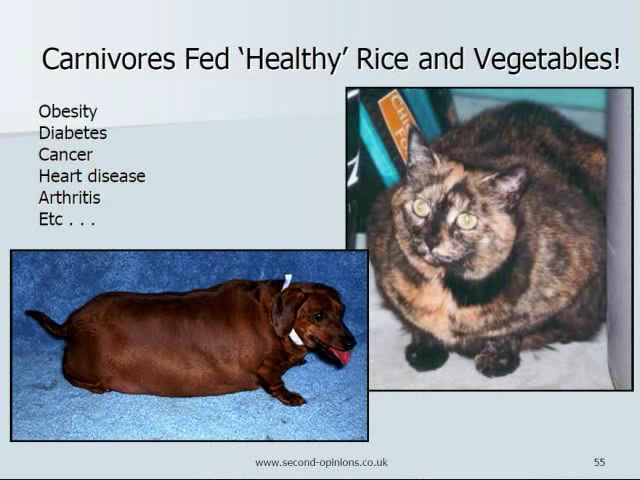 Carnivores Fed ‘Healthy’ Rice and Vegetables!
Obesity
Diabetes
Cancer
Heart disease
Arthritis
Etc . . .
www.second-opinions.co.uk
55